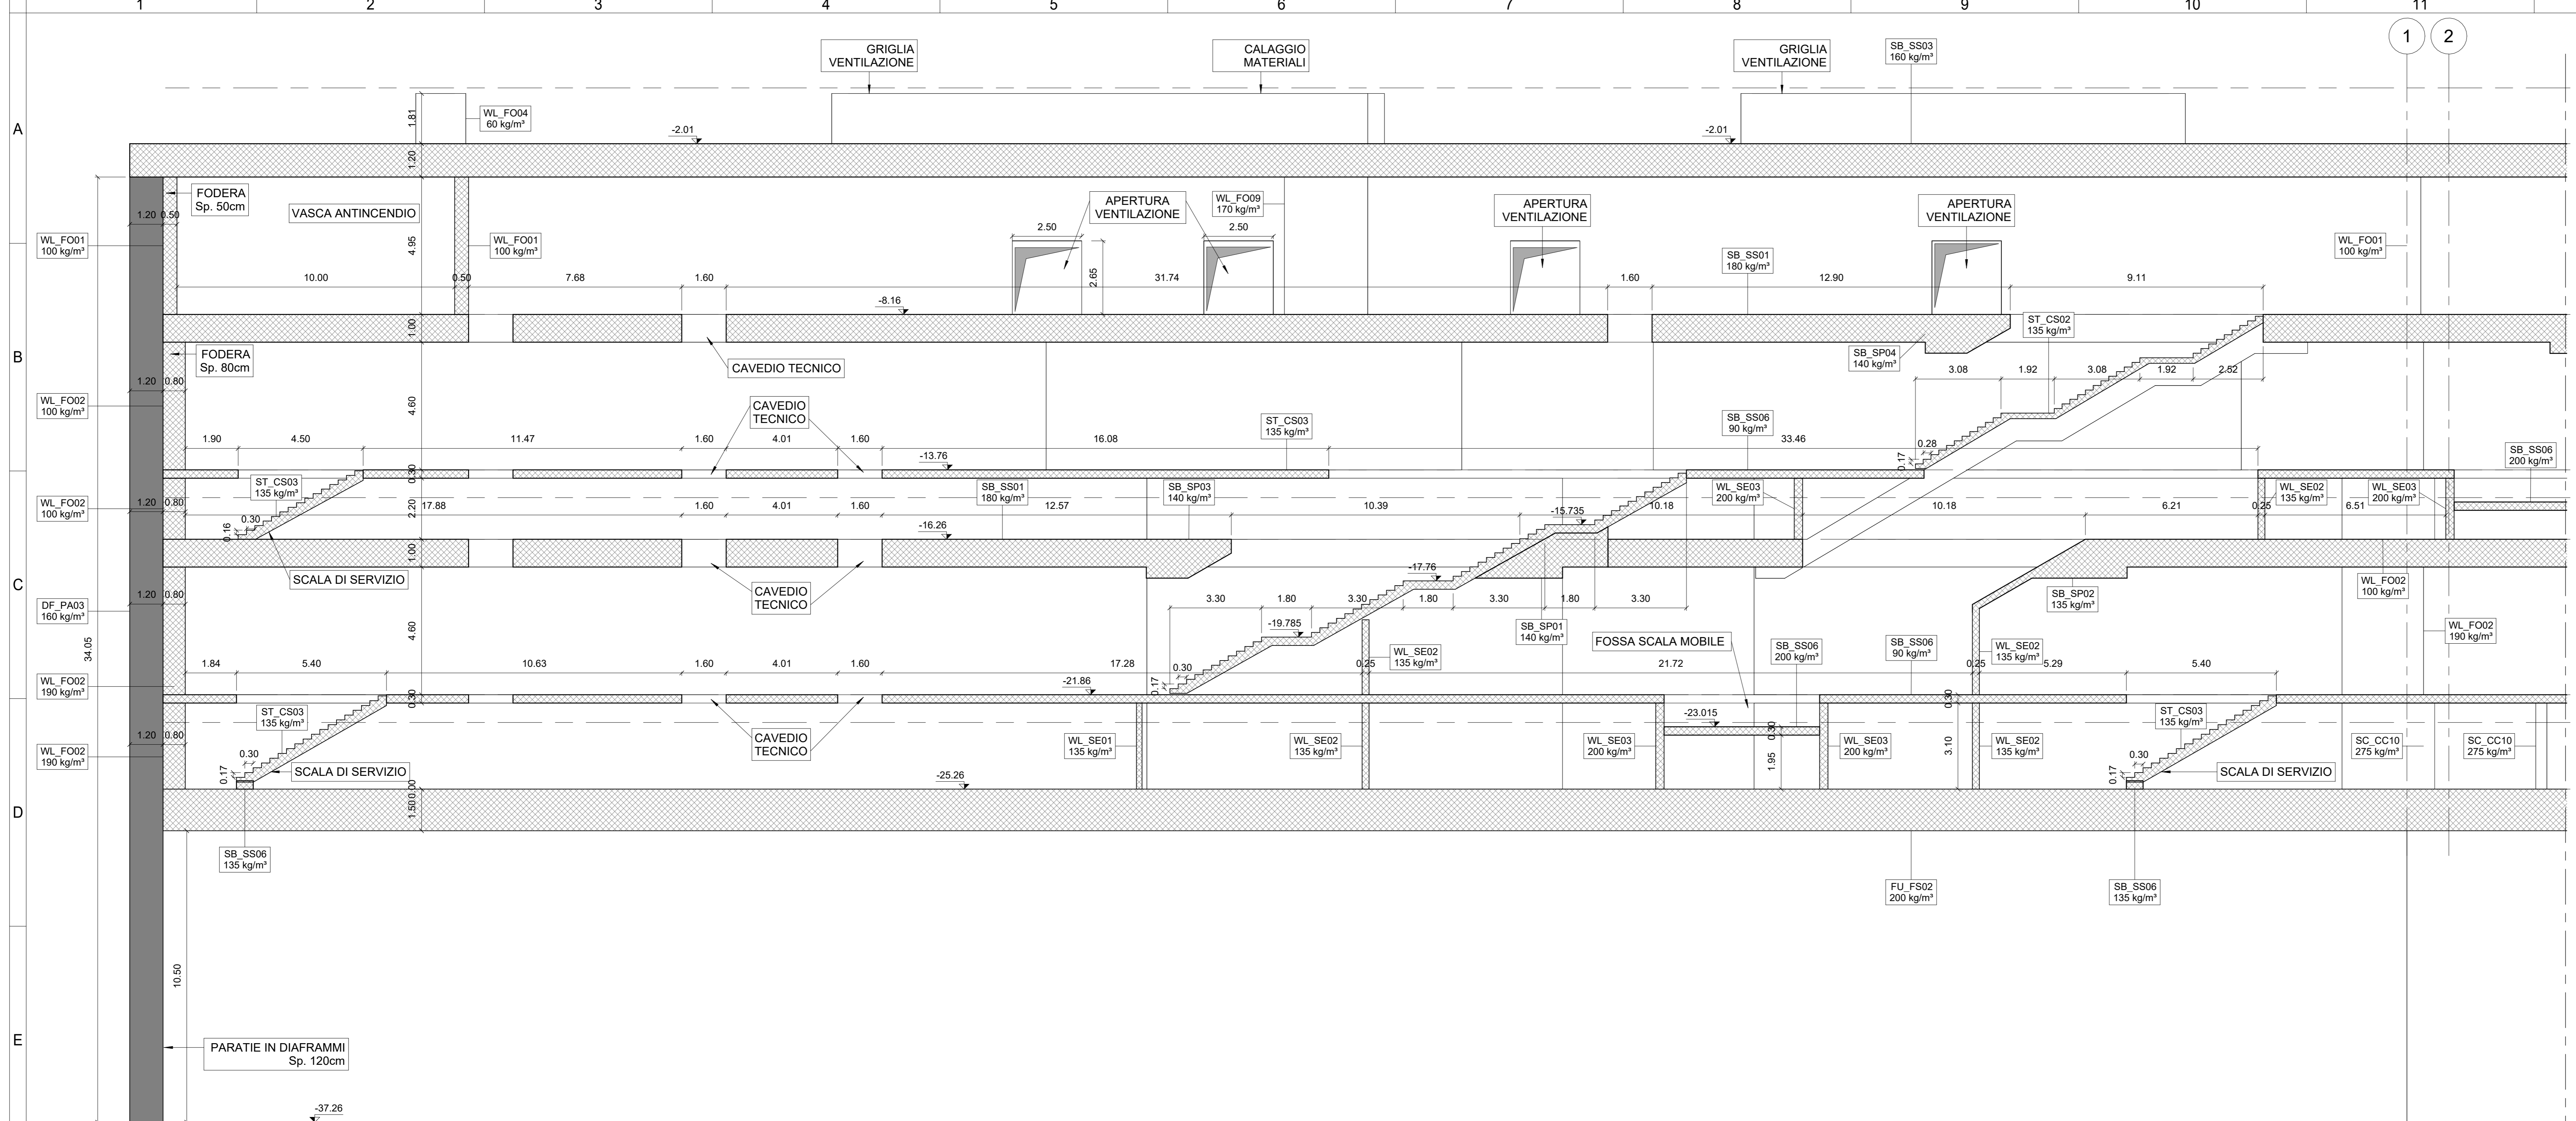 1 2 3 4 5 6 7 8 9 10 11
A
B
C
D
E
1 2
GRIGLIA
VENTILAZIONE
CALAGGIO
MATERIALI
GRIGLIA
VENTILAZIONE
SB_SS03
160 kg/m³
WL_FO04
60 kg/m³
1.81
-2.01
-2.01
1.20
FODERA
Sp. 50cm
VASCA ANTINCENDIO
1.20 0.50
WL_FO01
100 kg/m³
WL_FO01
100 kg/m³
4.95
APERTURA
VENTILAZIONE
WL_FO09
170 kg/m³
APERTURA
VENTILAZIONE
APERTURA
VENTILAZIONE
WL_FO01
100 kg/m³
2.50
2.50
2.65
SB_SS01
180 kg/m³
10.00 0.50 7.68 1.60 31.74 1.60 12.90 9.11
-8.16
1.00
FODERA
Sp. 80cm
CAVEDIO TECNICO
SB_SP04
140 kg/m³
ST_CS02
135 kg/m³
1.20 0.80
WL_FO02
100 kg/m³
4.60
3.08 1.92 3.08 1.92 2.52
CAVEDIO
TECNICO
ST_CS03
135 kg/m³
SB_SS06
90 kg/m³
1.90 4.50 11.47 1.60 4.01 1.60 16.08 33.46
0.28
0.17
-13.76
0.30
SB_SS06
200 kg/m³
ST_CS03
135 kg/m³
SB_SS01
180 kg/m³
SB_SP03
140 kg/m³
WL_SE03
200 kg/m³
WL_SE02
135 kg/m³
WL_SE03
200 kg/m³
WL_FO02
100 kg/m³
1.20 0.80
2.20
17.88 1.60 4.01 1.60 12.57 10.39 10.18 10.18 6.21 0.25 6.51
0.30
0.16
-16.26
-15.735
1.00
SCALA DI SERVIZIO
CAVEDIO
TECNICO
-17.76
WL_FO02
100 kg/m³
SB_SP02
135 kg/m³
DF_PA03
160 kg/m³
1.20 0.80
3.30 1.80 3.30 1.80 3.30 1.80 3.30
-19.785
SB_SP01
140 kg/m³
4.60
WL_FO02
190 kg/m³
34.05
FOSSA SCALA MOBILE
SB_SS06
200 kg/m³
SB_SS06
90 kg/m³
WL_SE02
135 kg/m³
WL_SE02
135 kg/m³
1.84 5.40 10.63 1.60 4.01 1.60 17.28 0.25 21.72 0.25 5.29 5.40
0.30
0.17
WL_FO02
190 kg/m³
-21.86
0.30
0.30
ST_CS03
135 kg/m³
-23.015
0.30
ST_CS03
135 kg/m³
1.20 0.80
WL_FO02
190 kg/m³
CAVEDIO
TECNICO
WL_SE01
135 kg/m³
WL_SE02
135 kg/m³
WL_SE03
200 kg/m³
1.95
WL_SE03
200 kg/m³
3.10
WL_SE02
135 kg/m³
SC_CC10
275 kg/m³
SC_CC10
275 kg/m³
0.30
0.17
SCALA DI SERVIZIO
0.30
0.17
SCALA DI SERVIZIO
-25.26
0.00
1.50
SB_SS06
135 kg/m³
FU_FS02
200 kg/m³
SB_SS06
135 kg/m³
10.50
PARATIE IN DIAFRAMMI
Sp. 120cm
-37.26